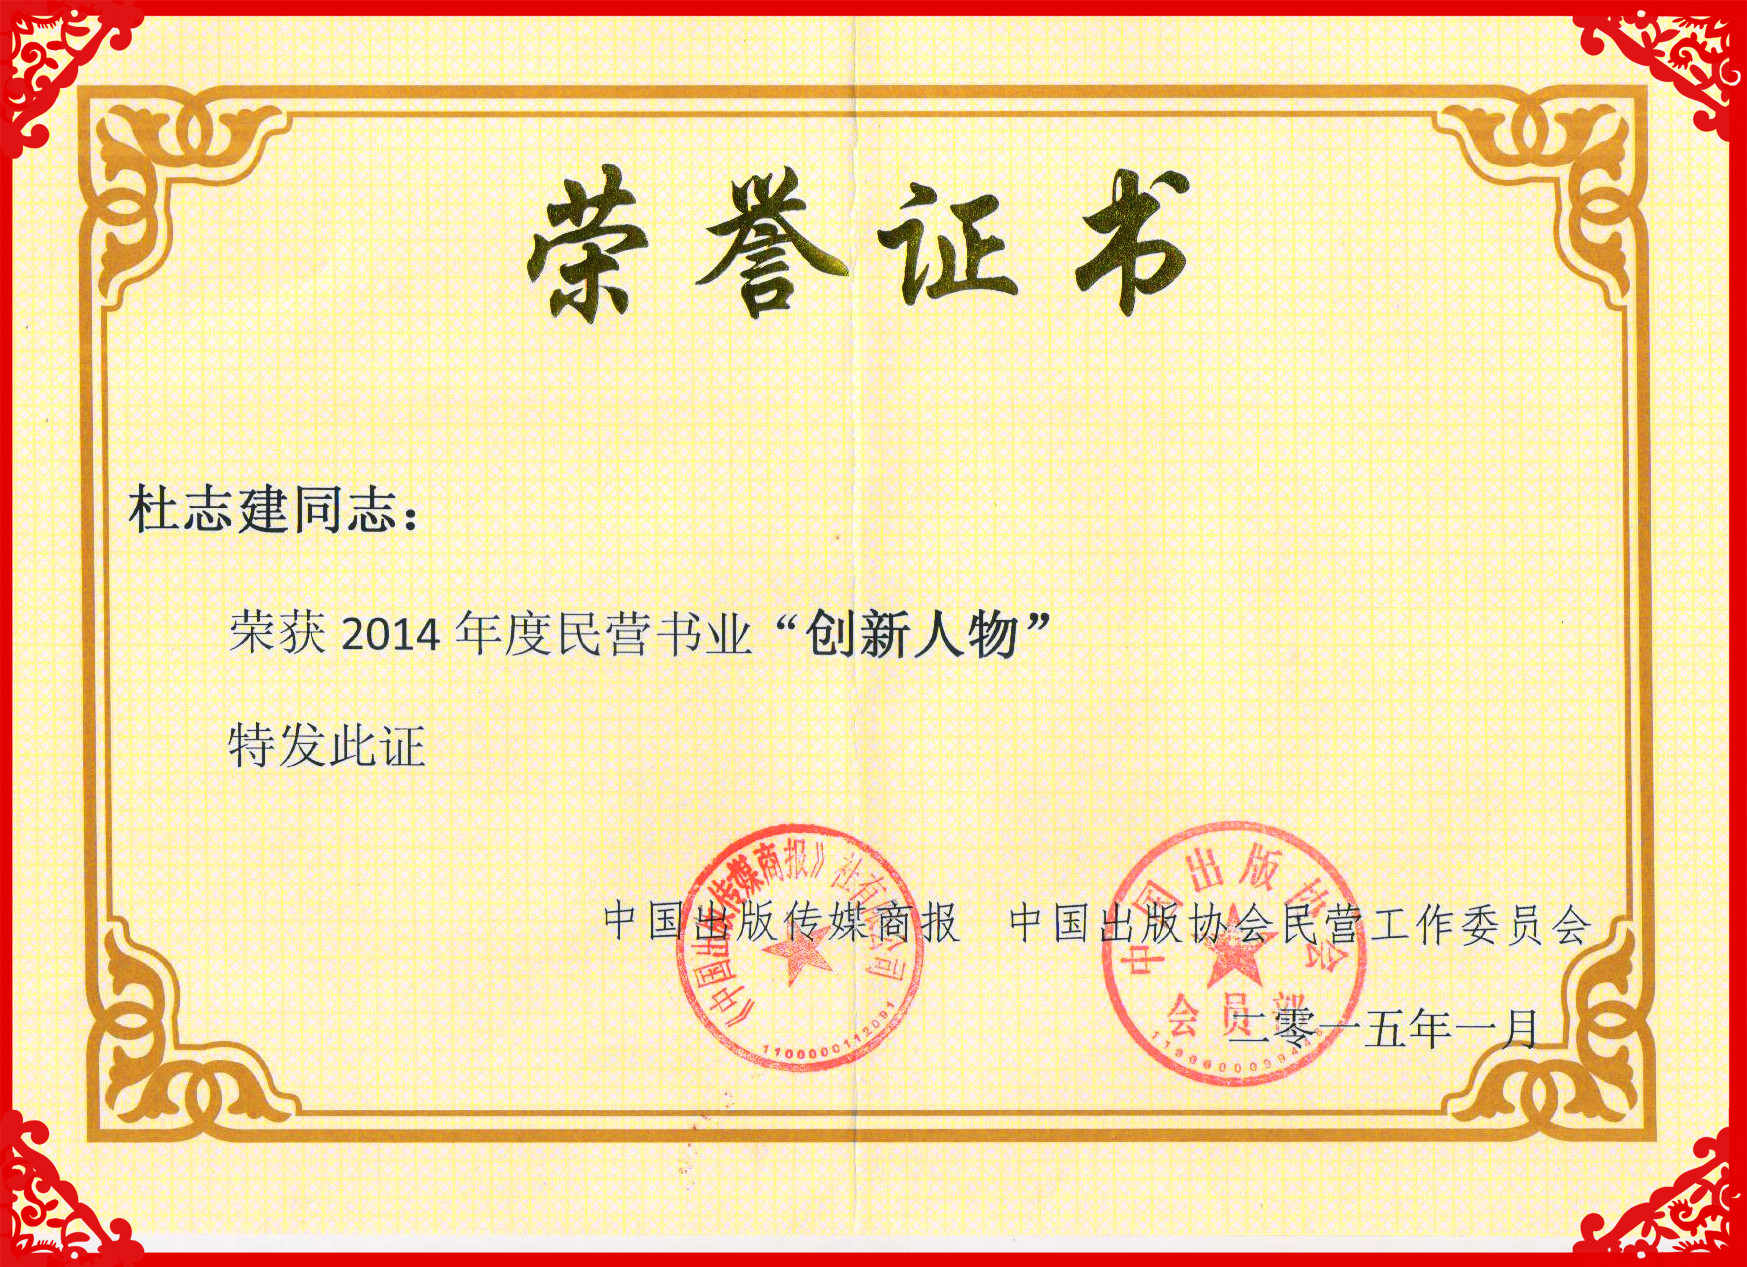 荣誉证书
杜志建同志：
荣获 2014 年度民营书业“创新人物”
特发此证
中国出版传媒商报 中国出版协会民营工作委员会
二零一五年一月
《中国出版传媒商报》社有限公司
1100000112091
中国出版协会
会员部